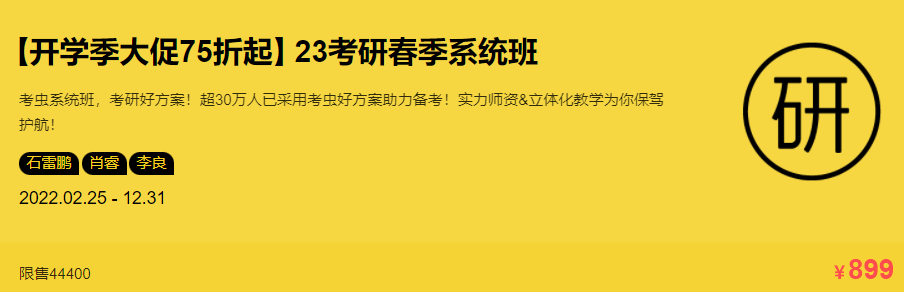 【开学季大促75折起】23考研春季系统班
考虫系统班，考研好方案！超30万人已采用考虫好方案助力备考！实力师资&立体化教学为你保驾
护航！
石雷鹏 肖睿 李良
2022.02.25 - 12.31
研
限售44400
¥899